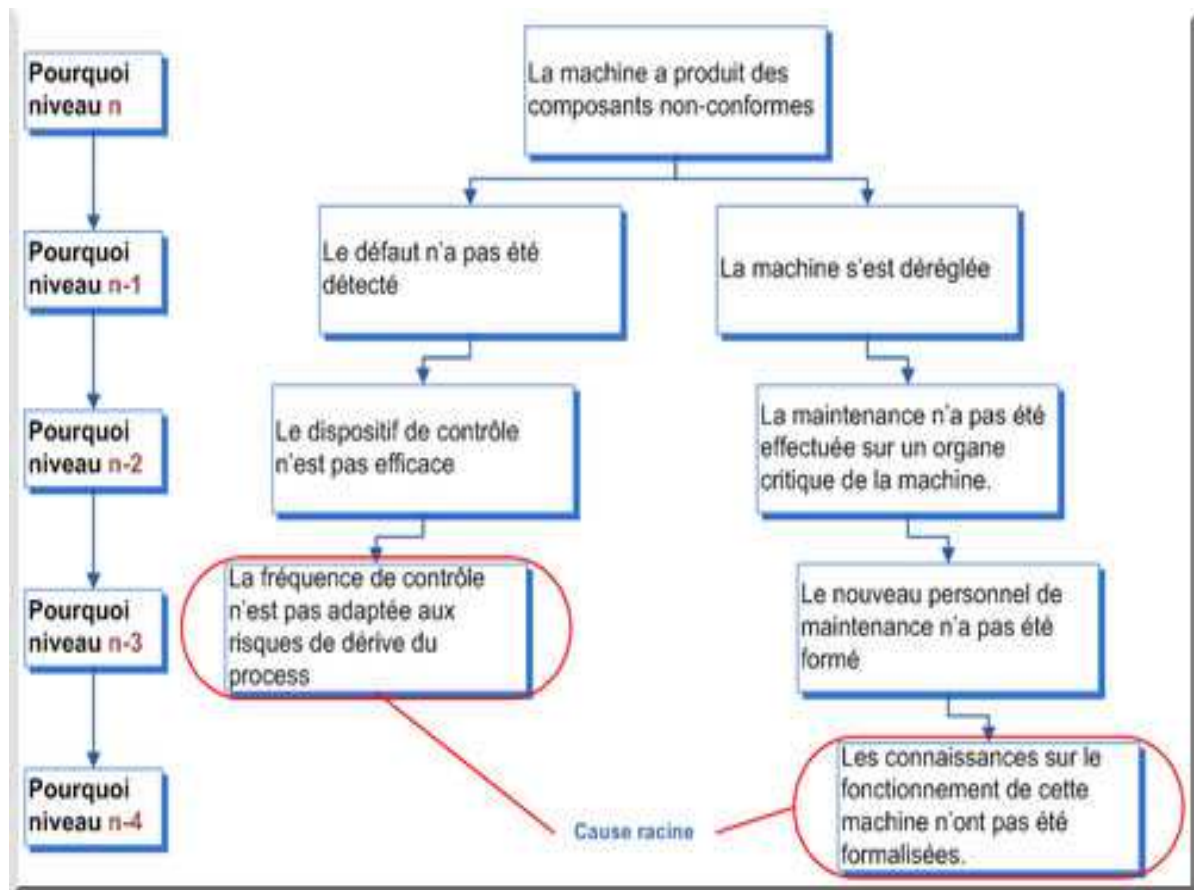 Pourquoi
niveau n
La machine a produit des
composants non-conformes
Pourquoi
niveau n-1
Le défaut n'a pas été
détecté
La machine s'est déréglée
Pourquoi
niveau n-2
Le dispositif de contrôle
n'est pas efficace
La maintenance n'a pas été
effectuée sur un organe
critique de la machine.
Pourquoi
niveau n-3
La fréquence de contrôle
n'est pas adaptée aux
risques de dérive du
process
Le nouveau personnel de
maintenance n'a pas été
formé
Pourquoi
niveau n-4
Cause racine
Les connaissances sur le
fonctionnement de cette
machine n'ont pas été
formalisées.